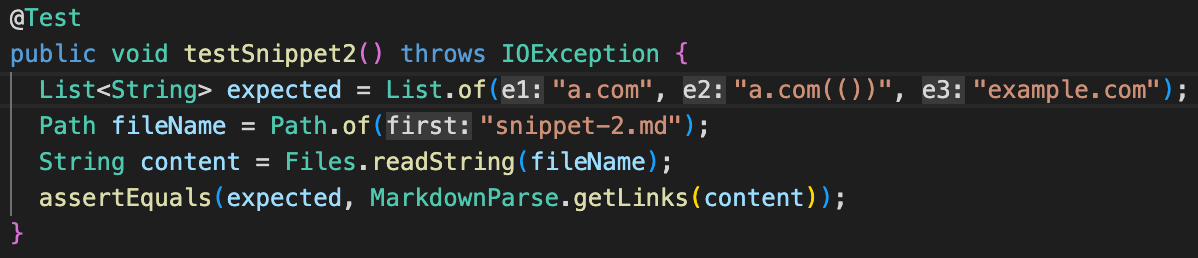 @Test
public void testSnippet2() throws IOException {
List<String> expected = List.of(e1: "a.com", e2: "a.com(())", e3: "example.com");
Path fileName = Path.of(first: "snippet-2.md");
String content = Files.readString(fileName);
assertEquals(expected, MarkdownParse.getLinks(content));
}